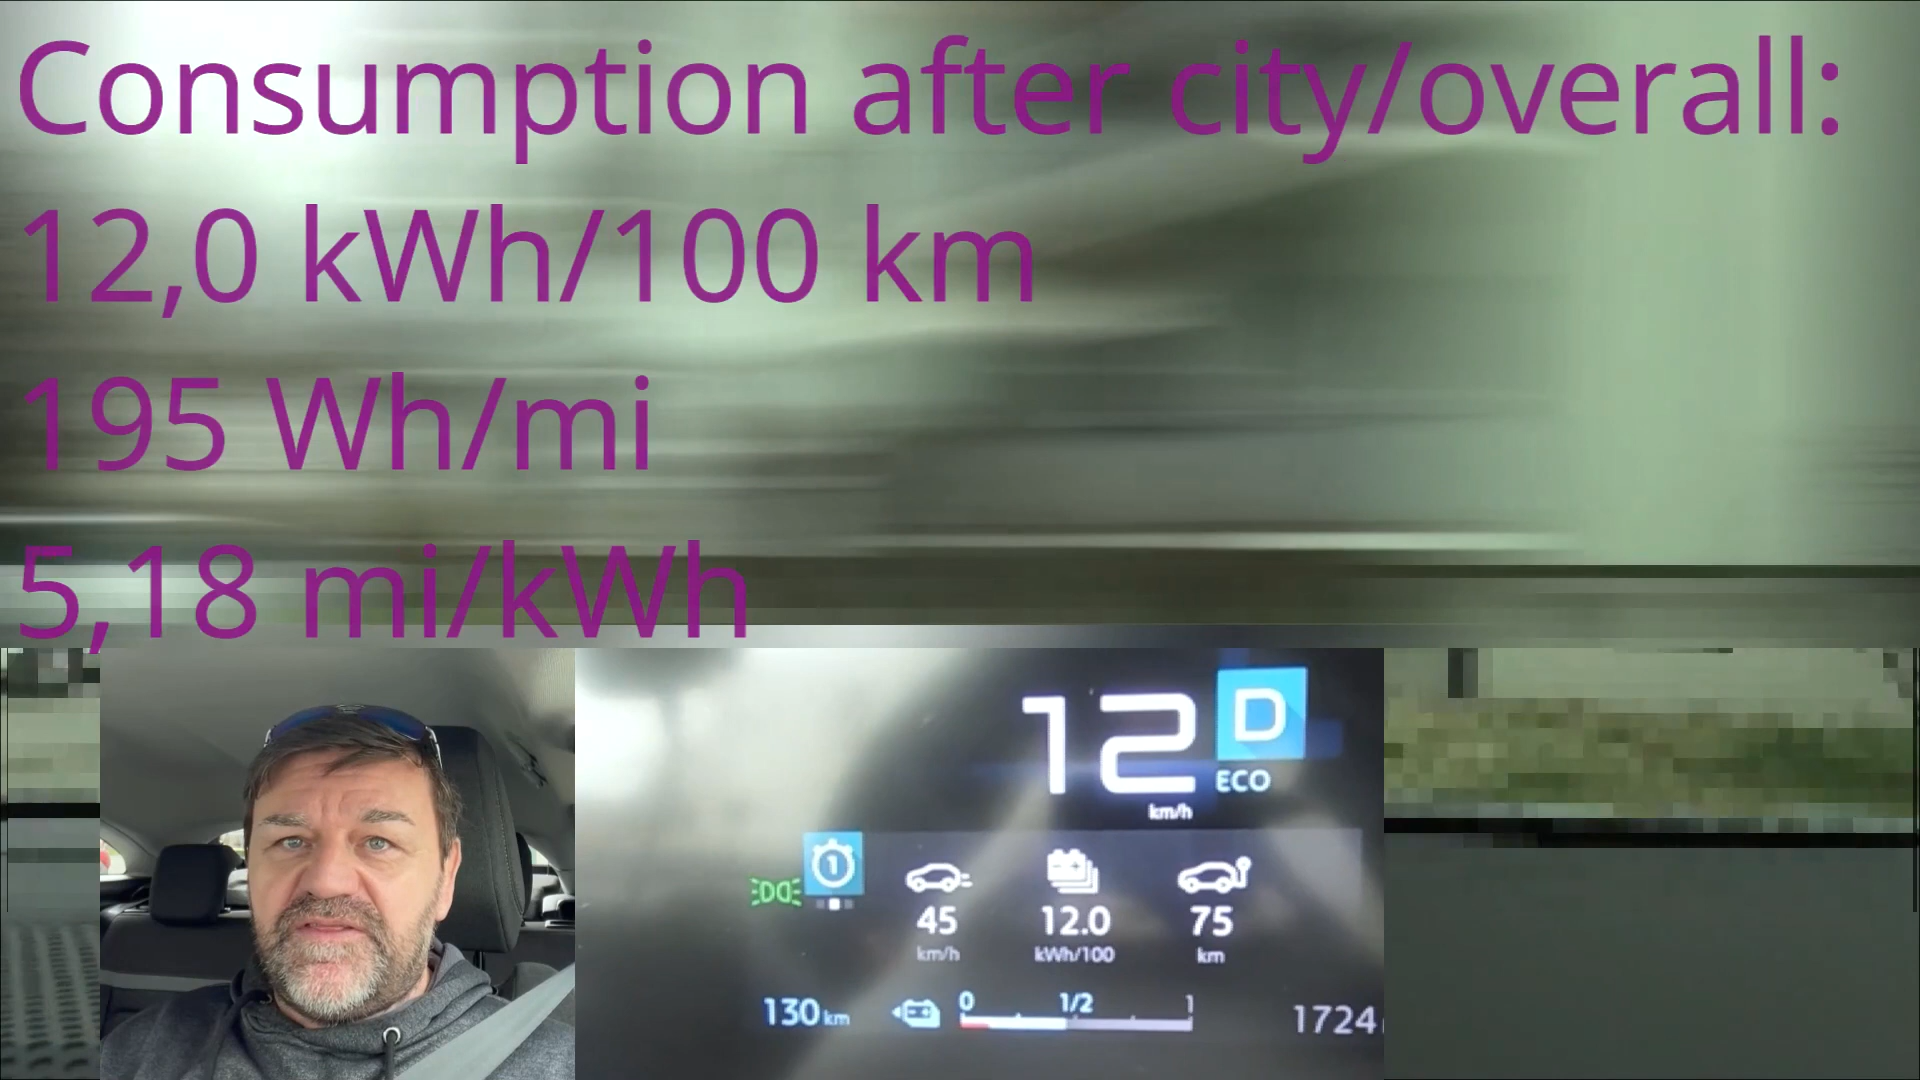 Consumption after city/overall:
12,0 kWh/100 km
195 Wh/mi
5,18 mi/kWh
12 D
ECO
km/h
1
45 12.0 75
km/h kWh/100 km
0 1/2 1
130 km 1724